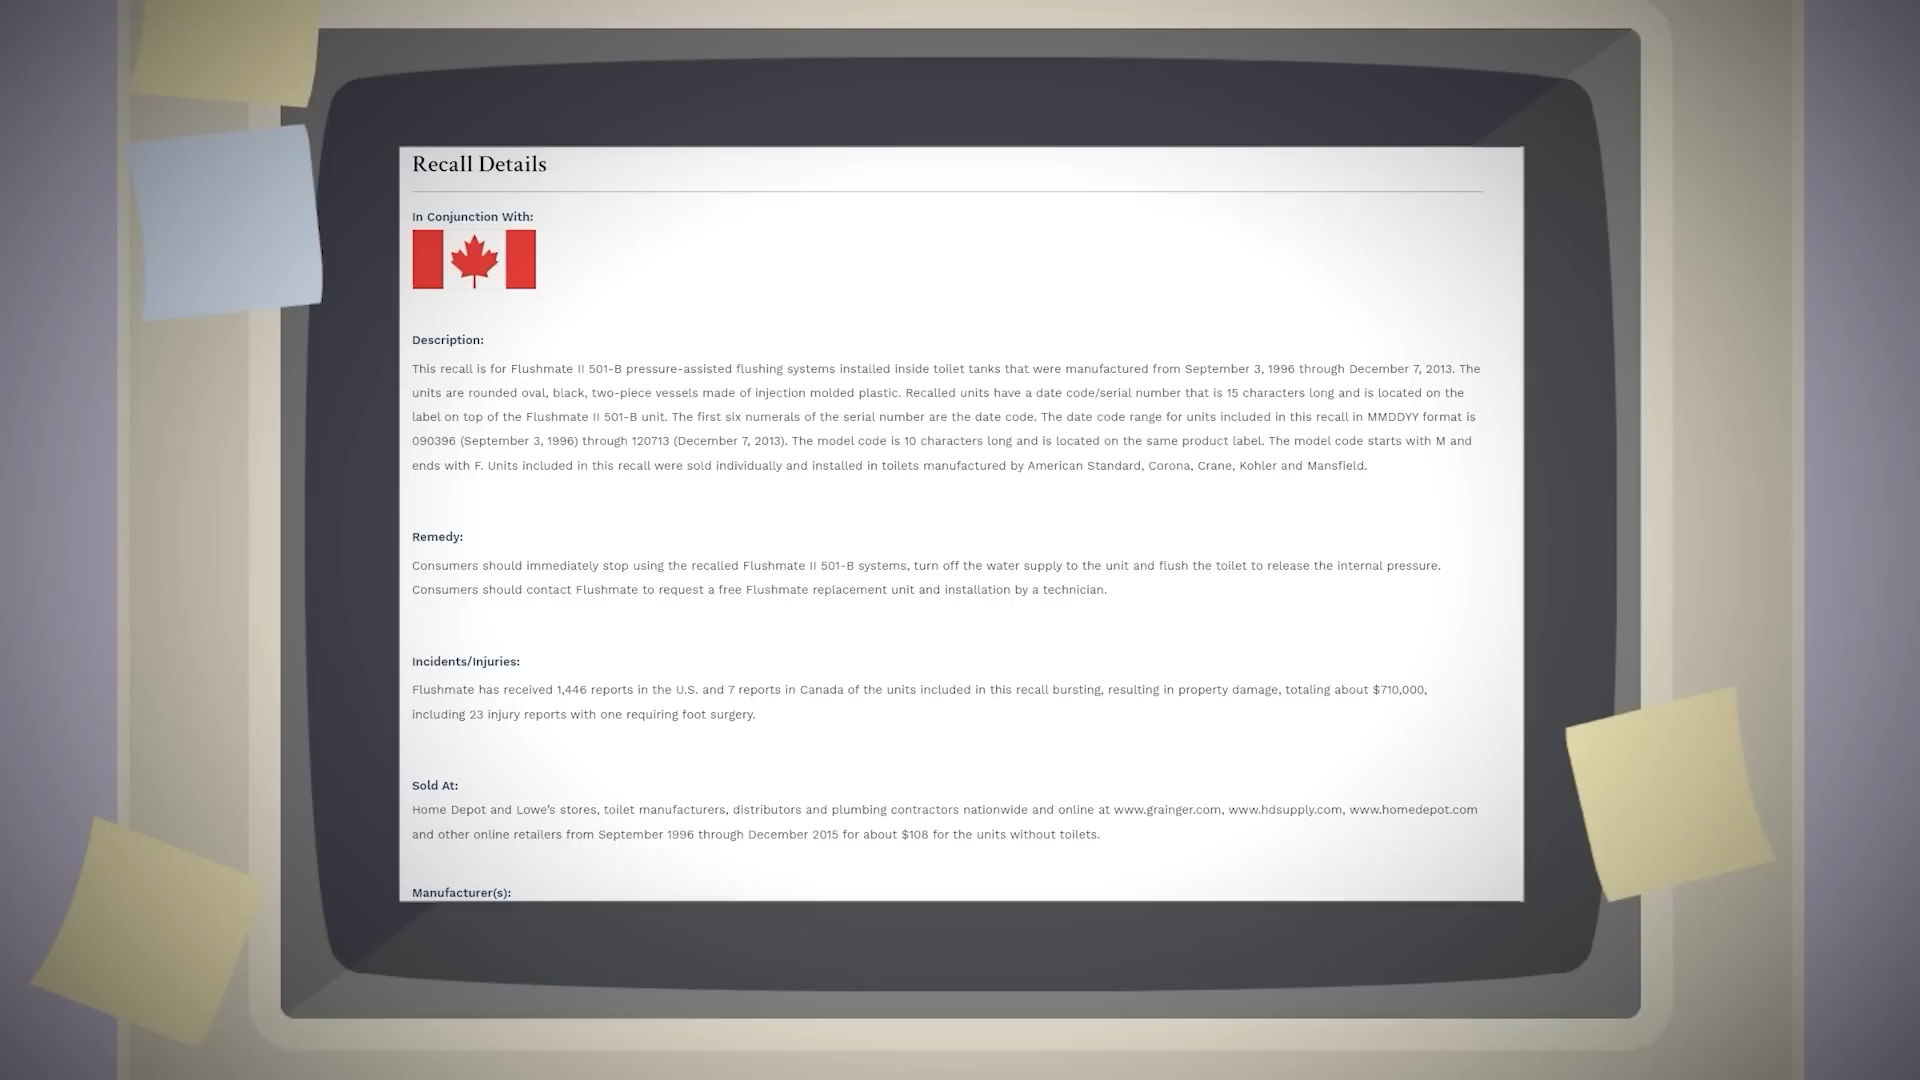 Recall Details
In Conjunction With:
Description:
This recall is for Flushmate II 501-B pressure-assisted flushing systems installed inside toilet tanks that were manufactured from September 3, 1996 through December 7, 2013. The
units are rounded oval, black, two-piece vessels made of injection molded plastic. Recalled units have a date code/serial number that is 15 characters long and is located on the
label on top of the Flushmate II 501-B unit. The first six numerals of the serial number are the date code. The date code range for units included in this recall in MMDDYY format is
090396 (September 3, 1996) through 120713 (December 7, 2013). The model code is 10 characters long and is located on the same product label. The model code starts with M and
ends with F. Units included in this recall were sold individually and installed in toilets manufactured by American Standard, Corona, Crane, Kohler and Mansfield.
Remedy:
Consumers should immediately stop using the recalled Flushmate II 501-B systems, turn off the water supply to the unit and flush the toilet to release the internal pressure.
Consumers should contact Flushmate to request a free Flushmate replacement unit and installation by a technician.
Incidents/Injuries:
Flushmate has received 1,446 reports in the U.S. and 7 reports in Canada of the units included in this recall bursting, resulting in property damage, totaling about $710,000,
including 23 injury reports with one requiring foot surgery.
Sold At:
Home Depot and Lowe's stores, toilet manufacturers, distributors and plumbing contractors nationwide and online at www.grainger.com, www.hdsupply.com, www.homedepot.com
and other online retailers from September 1996 through December 2015 for about $108 for the units without toilets.
Manufacturer(s):